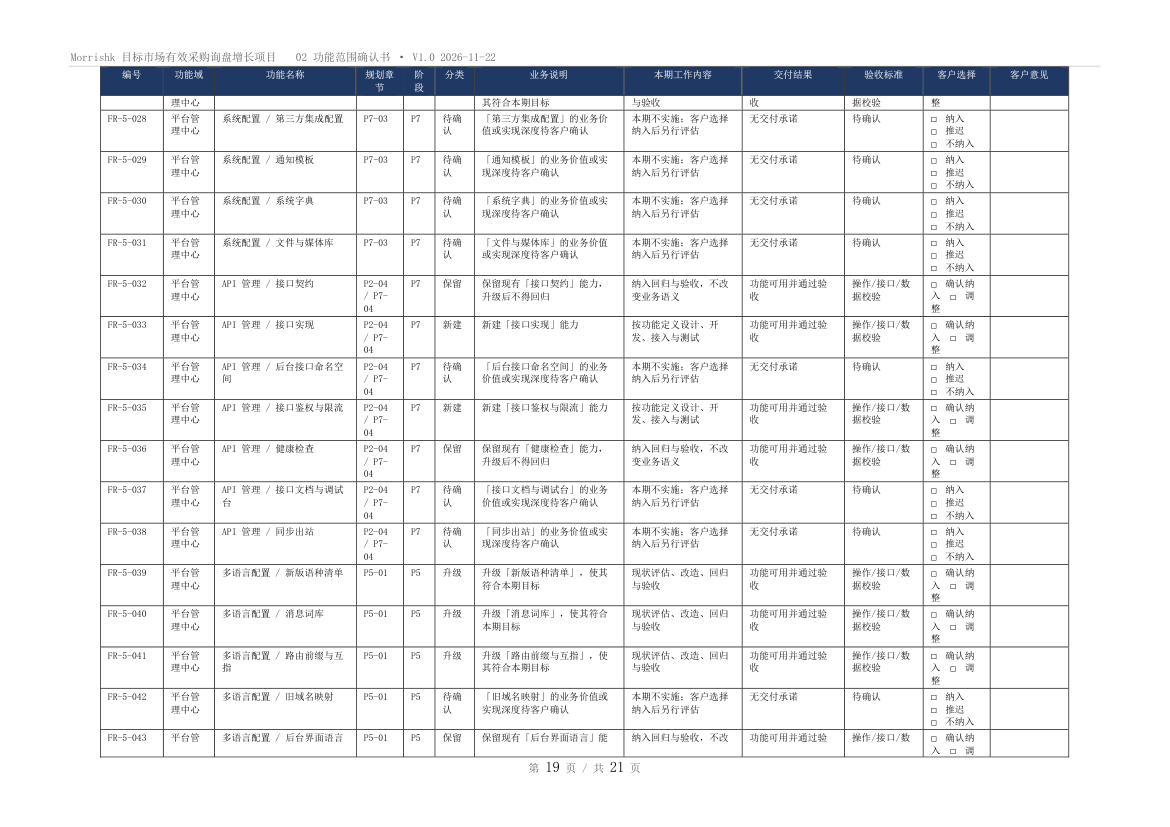 Morrishk 目标市场有效采购询盘增长项目 02 功能范围确认书 • V1.0 2026-11-22
编号 功能域 功能名称 规划章节 阶段 分类 业务说明 本期工作内容 交付结果 验收标准 客户选择 客户意见
理中心 其符合本期目标 与验收 收 据校验 整
FR-5-028 平台管理中心 系统配置 / 第三方集成配置 P7-03 P7 待确认 「第三方集成配置」的业务价值或实现深度待客户确认 本期不实施；客户选择纳入后另行评估 无交付承诺 待确认 □ 纳入 □ 推迟 □ 不纳入
FR-5-029 平台管理中心 系统配置 / 通知模板 P7-03 P7 待确认 「通知模板」的业务价值或实现深度待客户确认 本期不实施；客户选择纳入后另行评估 无交付承诺 待确认 □ 纳入 □ 推迟 □ 不纳入
FR-5-030 平台管理中心 系统配置 / 系统字典 P7-03 P7 待确认 「系统字典」的业务价值或实现深度待客户确认 本期不实施；客户选择纳入后另行评估 无交付承诺 待确认 □ 纳入 □ 推迟 □ 不纳入
FR-5-031 平台管理中心 系统配置 / 文件与媒体库 P7-03 P7 待确认 「文件与媒体库」的业务价值或实现深度待客户确认 本期不实施；客户选择纳入后另行评估 无交付承诺 待确认 □ 纳入 □ 推迟 □ 不纳入
FR-5-032 平台管理中心 API 管理 / 接口契约 P2-04 / P7-04 P7 保留 保留现有「接口契约」能力，升级后不得回归 纳入回归与验收，不改变业务语义 功能可用并通过验收 操作/接口/数据校验 □ 确认纳入 □ 调整
FR-5-033 平台管理中心 API 管理 / 接口实现 P2-04 / P7-04 P7 新建 新建「接口实现」能力 按功能定义设计、开发、接入与测试 功能可用并通过验收 操作/接口/数据校验 □ 确认纳入 □ 调整
FR-5-034 平台管理中心 API 管理 / 后台接口命名空间 P2-04 / P7-04 P7 待确认 「后台接口命名空间」的业务价值或实现深度待客户确认 本期不实施；客户选择纳入后另行评估 无交付承诺 待确认 □ 纳入 □ 推迟 □ 不纳入
FR-5-035 平台管理中心 API 管理 / 接口鉴权与限流 P2-04 / P7-04 P7 新建 新建「接口鉴权与限流」能力 按功能定义设计、开发、接入与测试 功能可用并通过验收 操作/接口/数据校验 □ 确认纳入 □ 调整
FR-5-036 平台管理中心 API 管理 / 健康检查 P2-04 / P7-04 P7 保留 保留现有「健康检查」能力，升级后不得回归 纳入回归与验收，不改变业务语义 功能可用并通过验收 操作/接口/数据校验 □ 确认纳入 □ 调整
FR-5-037 平台管理中心 API 管理 / 接口文档与调试台 P2-04 / P7-04 P7 待确认 「接口文档与调试台」的业务价值或实现深度待客户确认 本期不实施；客户选择纳入后另行评估 无交付承诺 待确认 □ 纳入 □ 推迟 □ 不纳入
FR-5-038 平台管理中心 API 管理 / 同步出站 P2-04 / P7-04 P7 待确认 「同步出站」的业务价值或实现深度待客户确认 本期不实施；客户选择纳入后另行评估 无交付承诺 待确认 □ 纳入 □ 推迟 □ 不纳入
FR-5-039 平台管理中心 多语言配置 / 新版语种清单 P5-01 P5 升级 升级「新版语种清单」，使其符合本期目标 现状评估、改造、回归与验收 功能可用并通过验收 操作/接口/数据校验 □ 确认纳入 □ 调整
FR-5-040 平台管理中心 多语言配置 / 消息词库 P5-01 P5 升级 升级「消息词库」，使其符合本期目标 现状评估、改造、回归与验收 功能可用并通过验收 操作/接口/数据校验 □ 确认纳入 □ 调整
FR-5-041 平台管理中心 多语言配置 / 路由前缀与互指 P5-01 P5 升级 升级「路由前缀与互指」，使其符合本期目标 现状评估、改造、回归与验收 功能可用并通过验收 操作/接口/数据校验 □ 确认纳入 □ 调整
FR-5-042 平台管理中心 多语言配置 / 旧域名映射 P5-01 P5 待确认 「旧域名映射」的业务价值或实现深度待客户确认 本期不实施；客户选择纳入后另行评估 无交付承诺 待确认 □ 纳入 □ 推迟 □ 不纳入
FR-5-043 平台管 多语言配置 / 后台界面语言 P5-01 P5 保留 保留现有「后台界面语言」能 纳入回归与验收，不改 功能可用并通过验 操作/接口/数 □ 确认纳入 □ 调
第 19 页 / 共 21 页